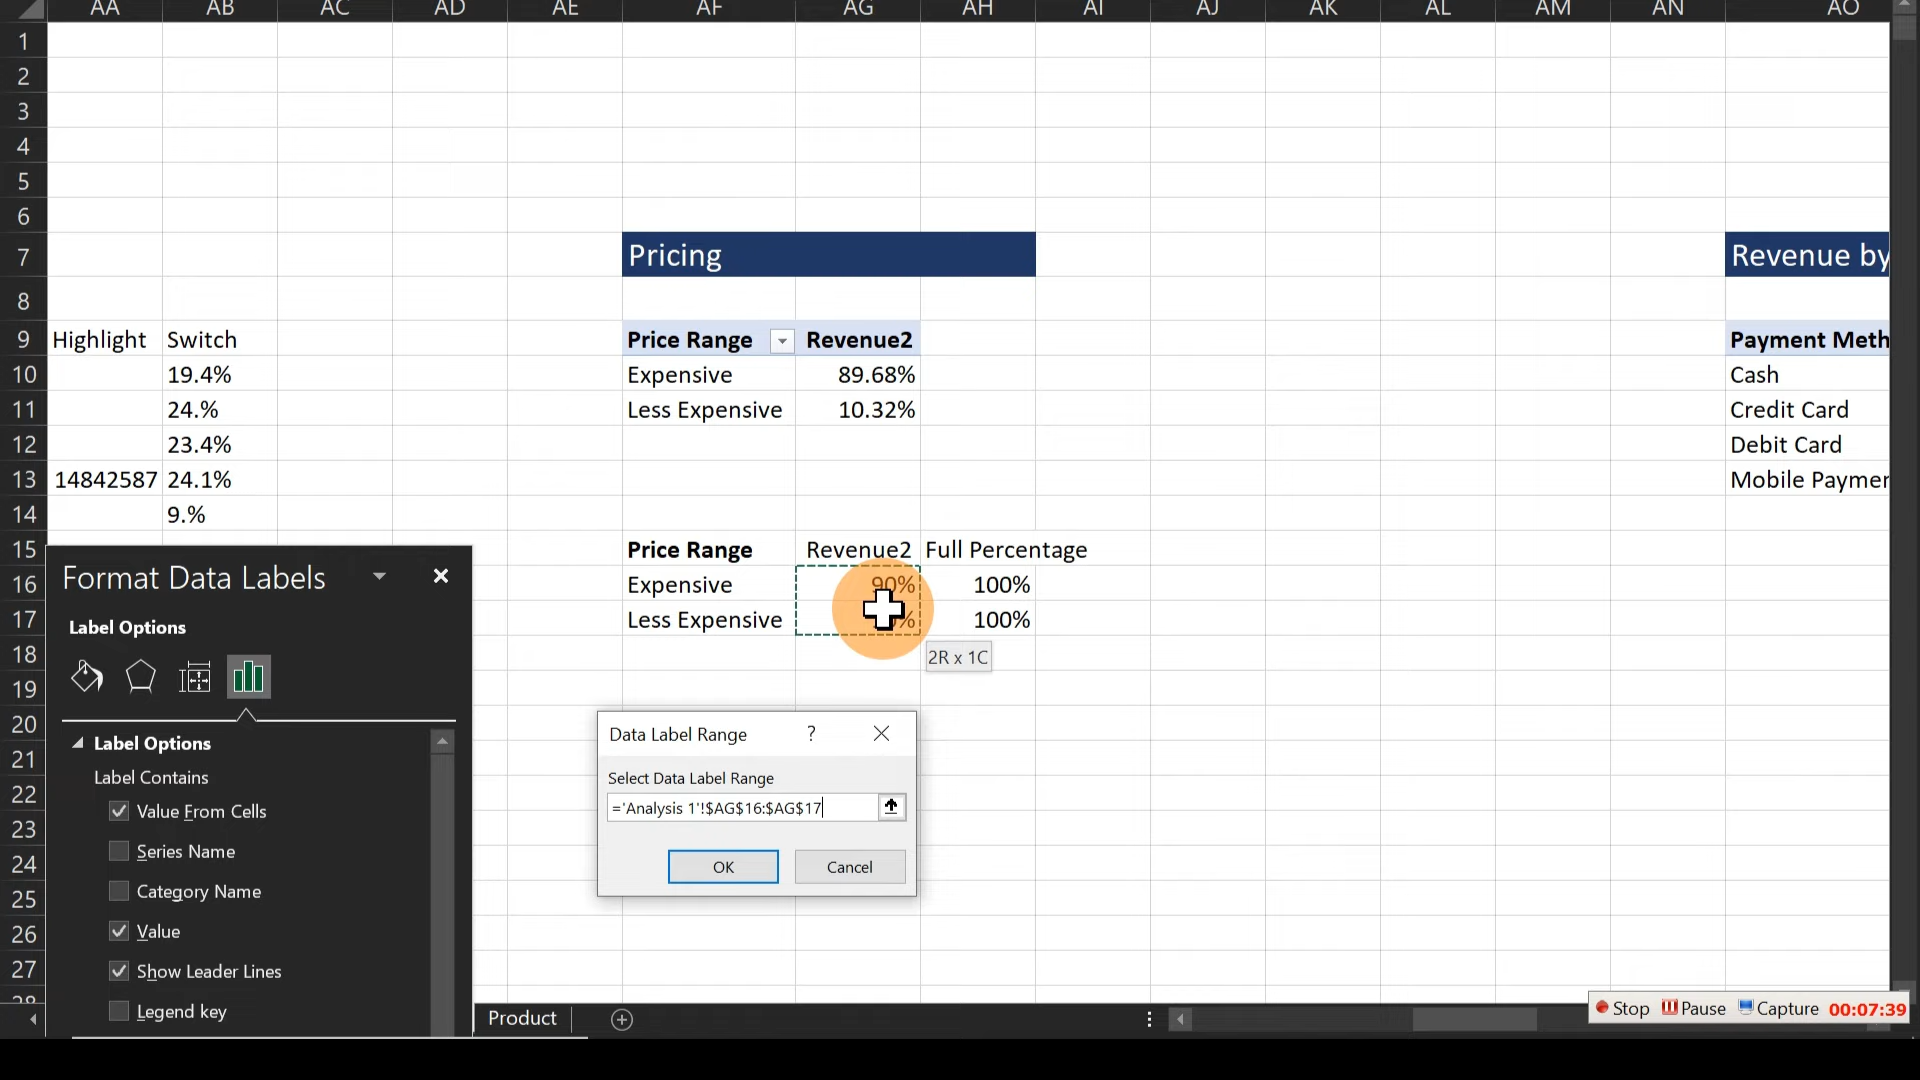 AA AB AC AD AE AF AG AH AI AJ AK AL AM AN AO
1
2
3
4
5
6
7 Pricing Revenue by
8
9 Highlight Switch Price Range Revenue2 Payment Meth
10 19.4% Expensive 89.68% Cash
11 24.% Less Expensive 10.32% Credit Card
12 23.4% Debit Card
13 14842587 24.1% Mobile Paymen
14 9.%
15 Price Range Revenue2 Full Percentage
16 Expensive 90% 100%
17 Less Expensive 100%
18
19
20
21
22
23
24
25
26
27
28
2R x 1C
Format Data Labels
Label Options
Label Options
Label Contains
Value From Cells
Series Name
Category Name
Value
Show Leader Lines
Legend key
Data Label Range ?
Select Data Label Range
='Analysis 1'!$AG$16:$AG$17
OK Cancel
Product
Stop Pause Capture 00:07:39